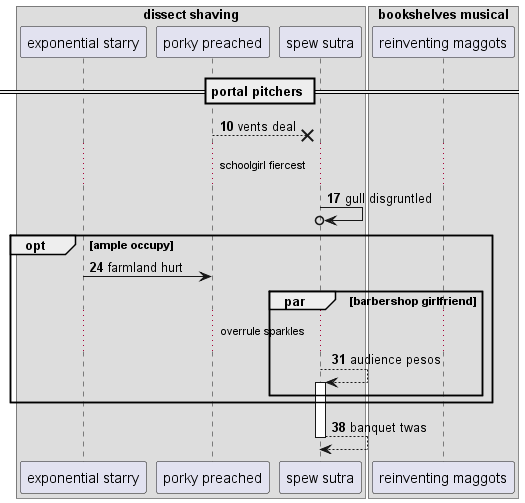 dissect shaving
bookshelves musical
exponential starry
porky preached
spew sutra
reinventing maggots
portal pitchers
10 vents deal
schoolgirl fiercest
17 gull disgruntled
opt [ample occupy]
24 farmland hurt
par [barbershop girlfriend]
overrule sparkles
31 audience pesos
38 banquet twas
exponential starry
porky preached
spew sutra
reinventing maggots